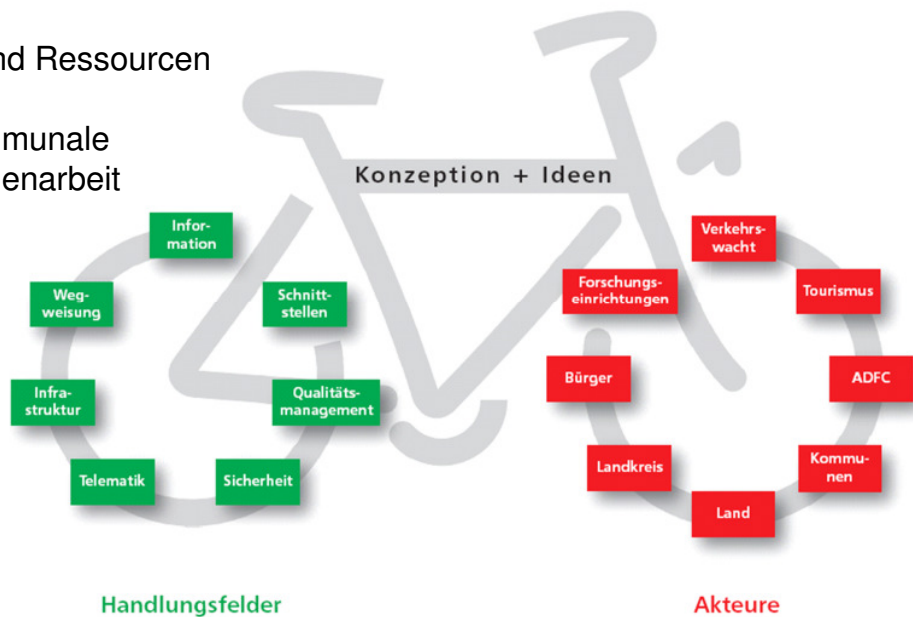 nd Ressourcen
munale
enarbeit
Konzeption + Ideen
Infor-
mation
Weg-
weisung
Schnitt-
stellen
Infra-
struktur
Qualitäts-
management
Telematik
Sicherheit
Handlungsfelder
Verkehrs-
wacht
Forschungs-
einrichtungen
Tourismus
Bürger
ADFC
Landkreis
Kommu-
nen
Land
Akteure